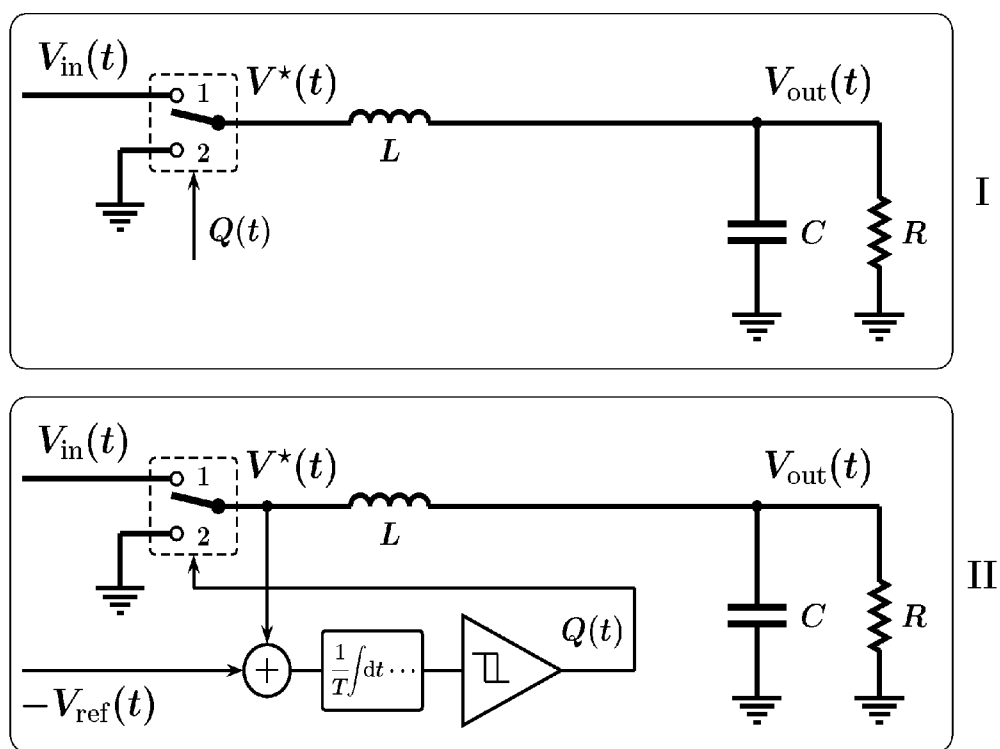 V_in(t)
1
V*(t)
V_out(t)
2
L
Q(t)
C
R
I
V_in(t)
1
V*(t)
V_out(t)
2
L
C
R
II
Q(t)
+
1/T ∫dt ···
−V_ref(t)